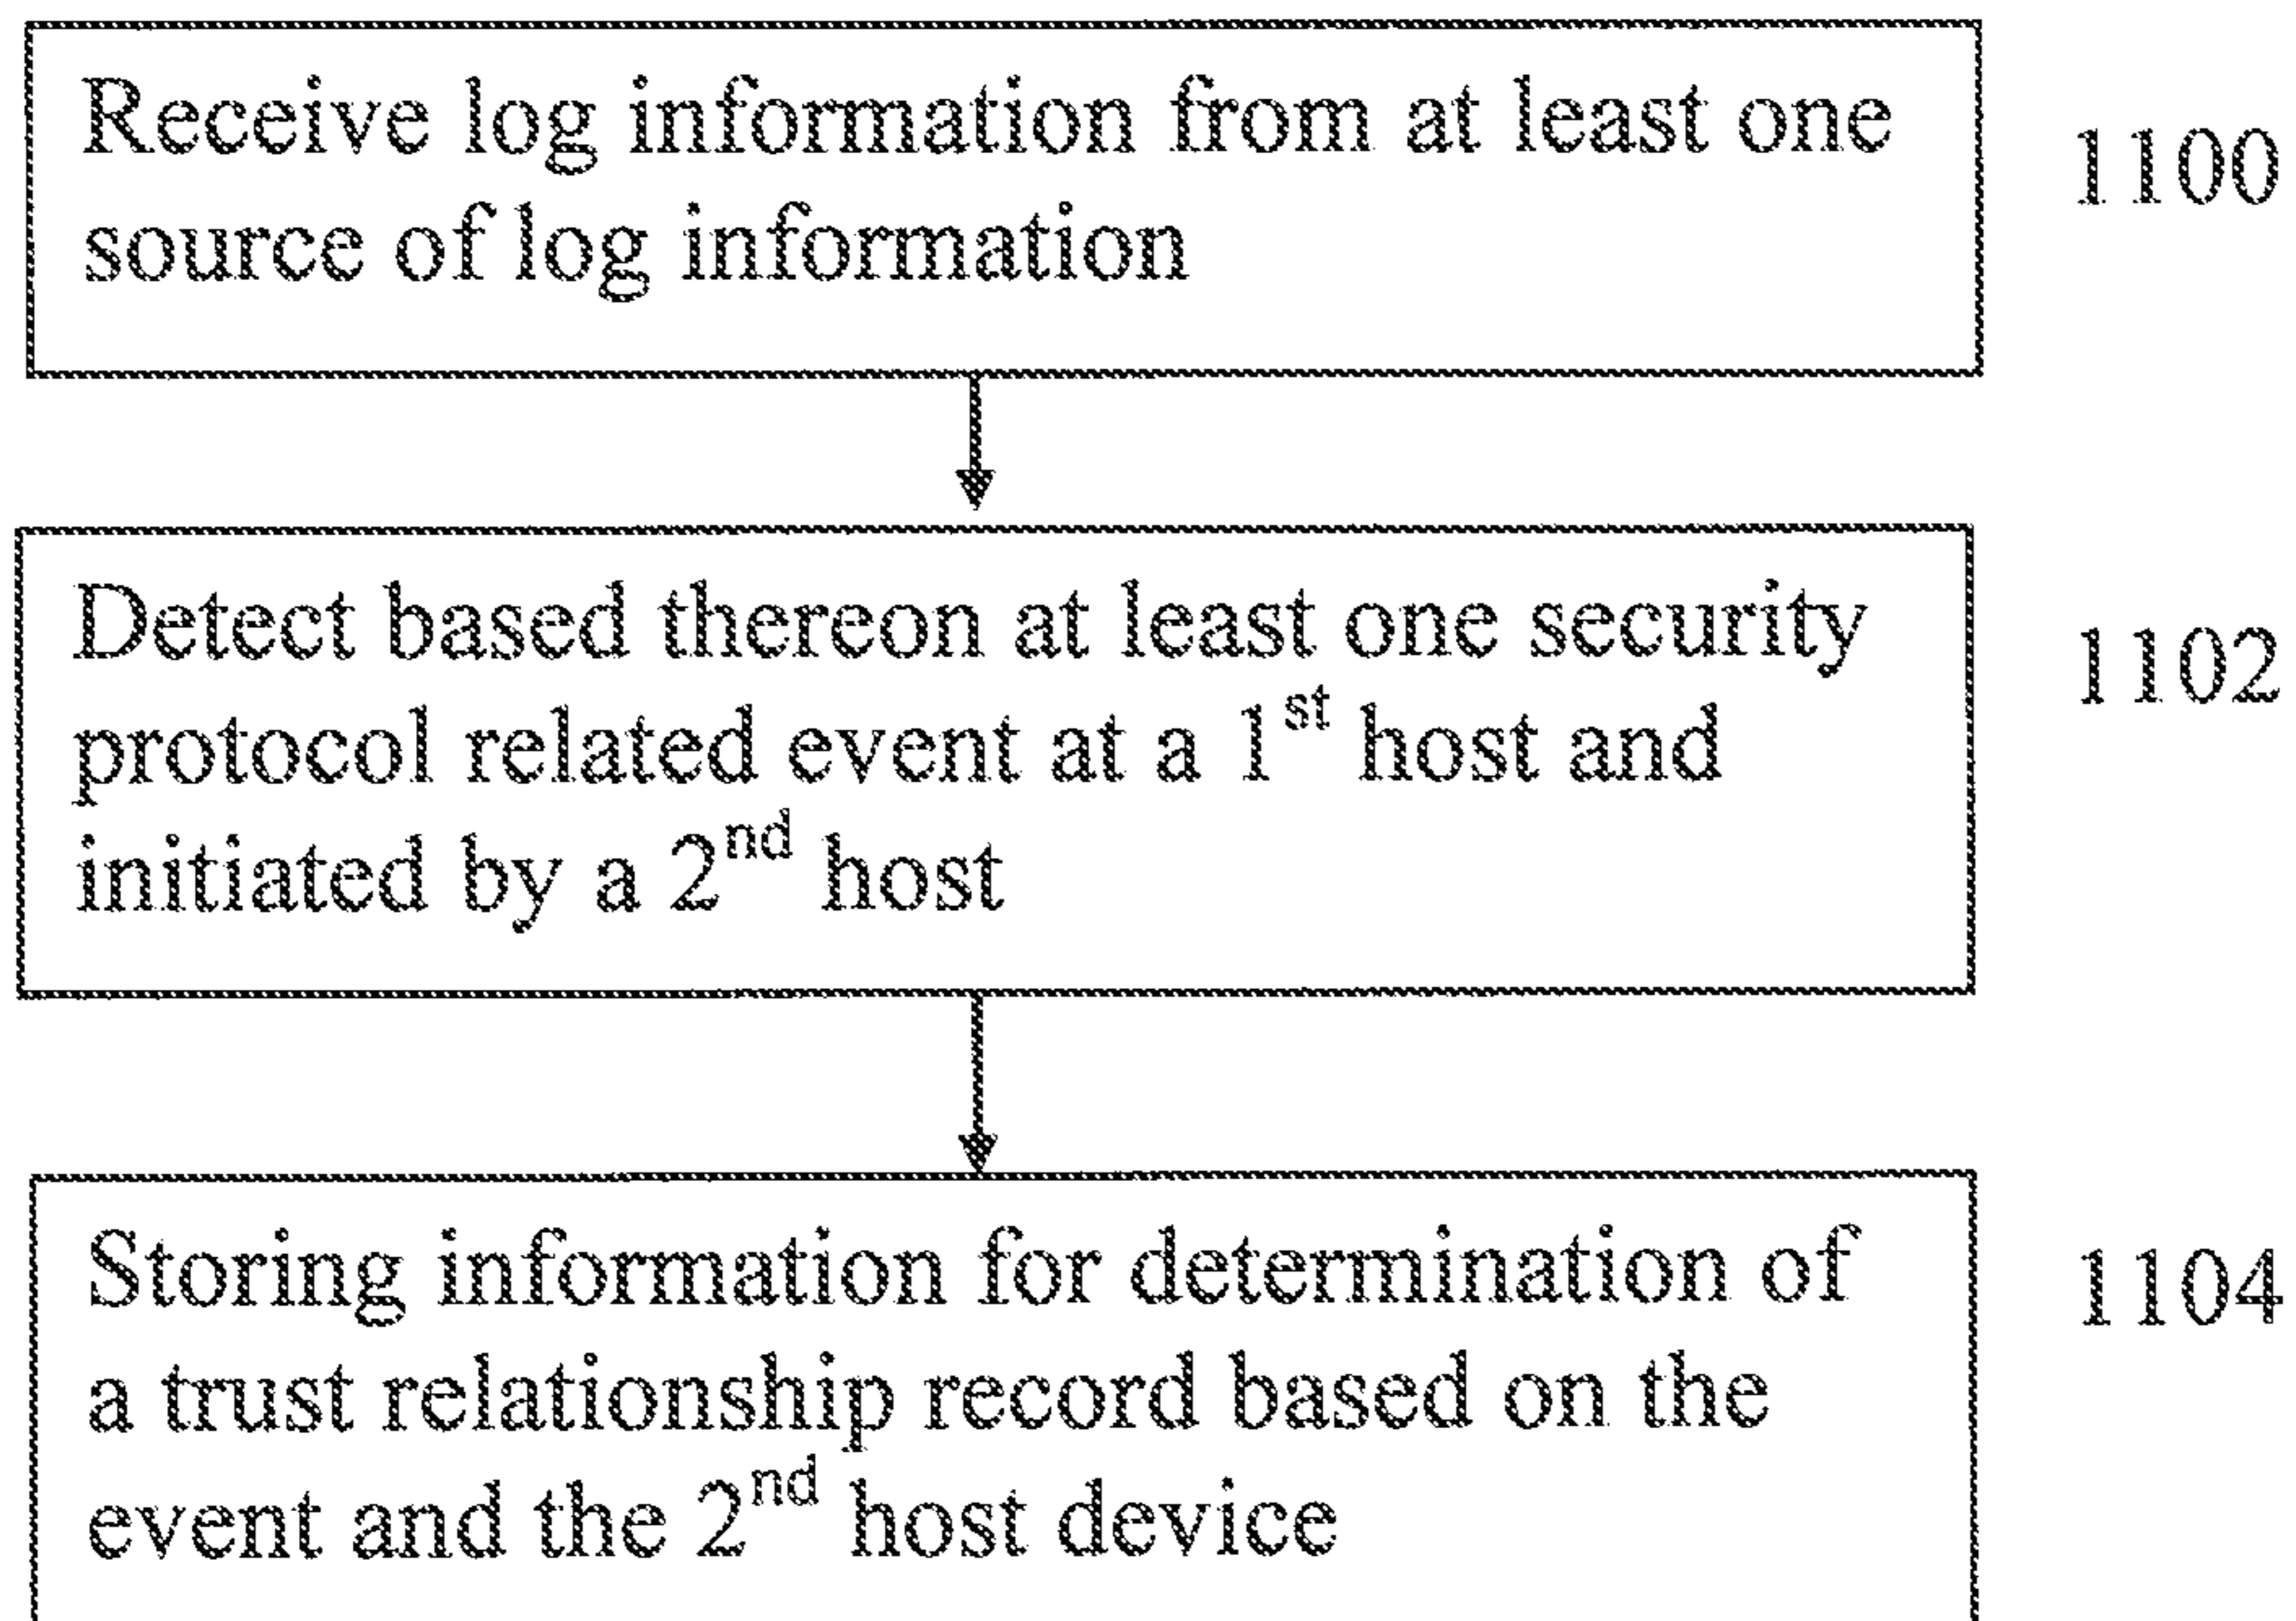 Receive log information from at least one
source of log information
1100
Detect based thereon at least one security
protocol related event at a 1st host and
initiated by a 2nd host
1102
Storing information for determination of
a trust relationship record based on the
event and the 2nd host device
1104